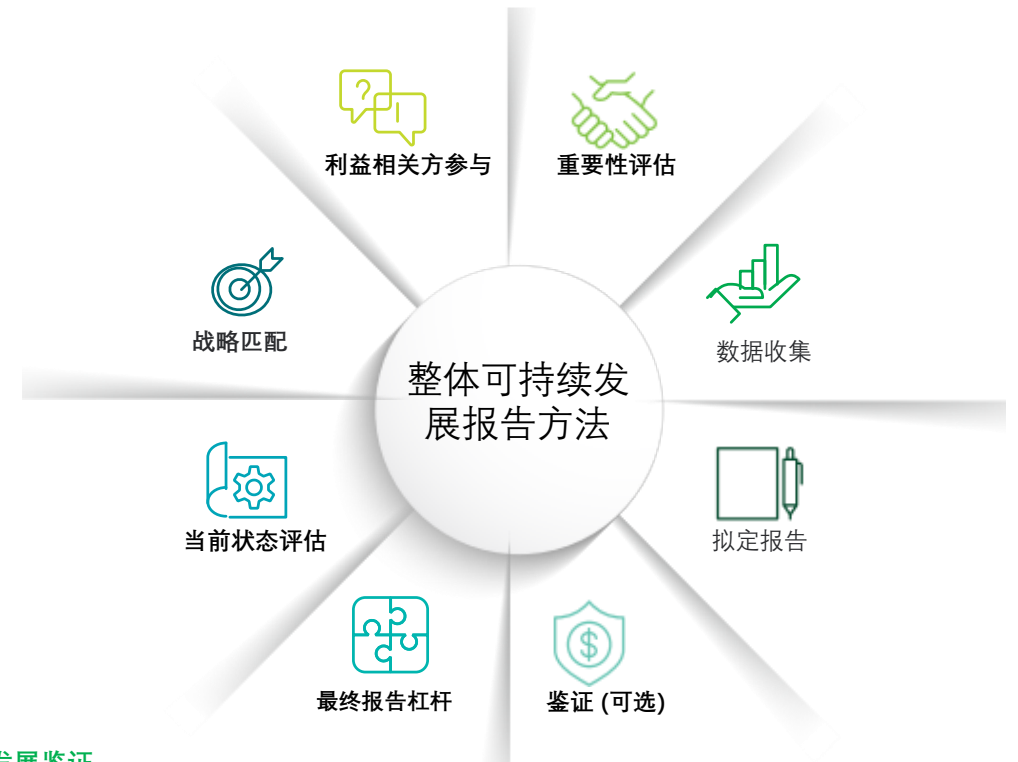 利益相关方参与
重要性评估
战略匹配
数据收集
整体可持续发
展报告方法
当前状态评估
拟定报告
最终报告杠杆
鉴证 (可选)